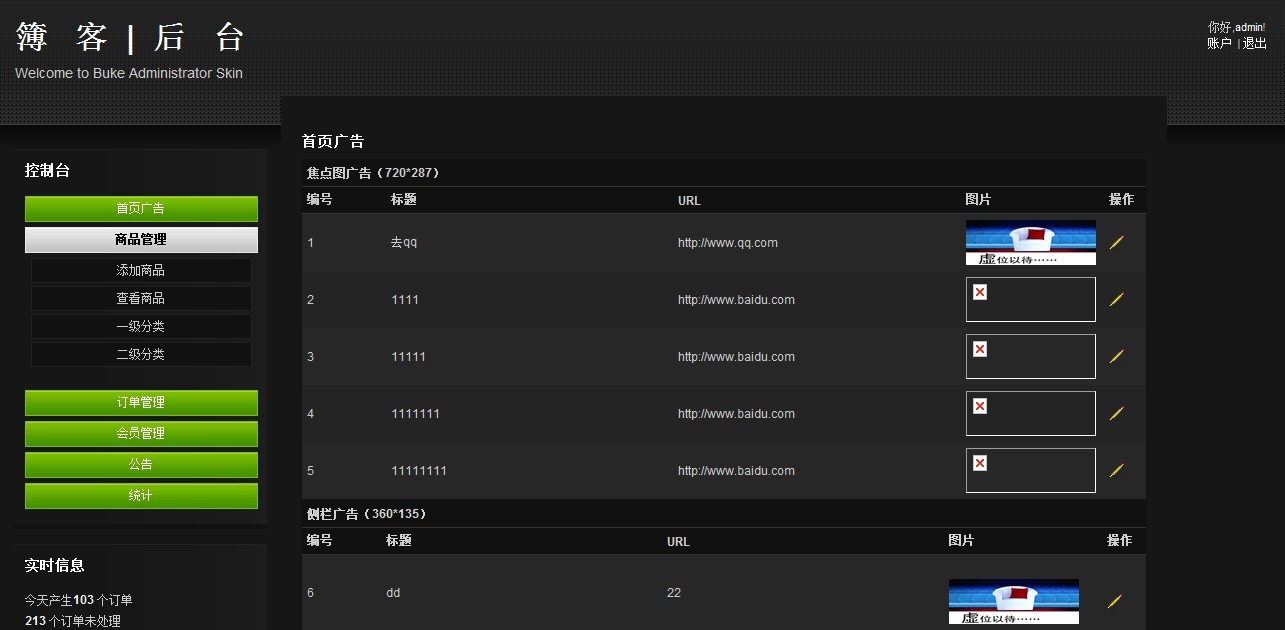 簿 客 | 后 台
Welcome to Buke Administrator Skin
你好,admin!
账户 | 退出
控制台
首页广告
商品管理
添加商品
查看商品
一级分类
二级分类
订单管理
会员管理
公告
统计
实时信息
今天产生103 个订单
213 个订单未处理
首页广告
焦点图广告（720*287）
编号 标题 URL 图片 操作
1 去qq http://www.qq.com
虚位以待……
2 1111 http://www.baidu.com
3 11111 http://www.baidu.com
4 1111111 http://www.baidu.com
5 11111111 http://www.baidu.com
侧栏广告（360*135）
编号 标题 URL 图片 操作
6 dd 22
虚位以待……